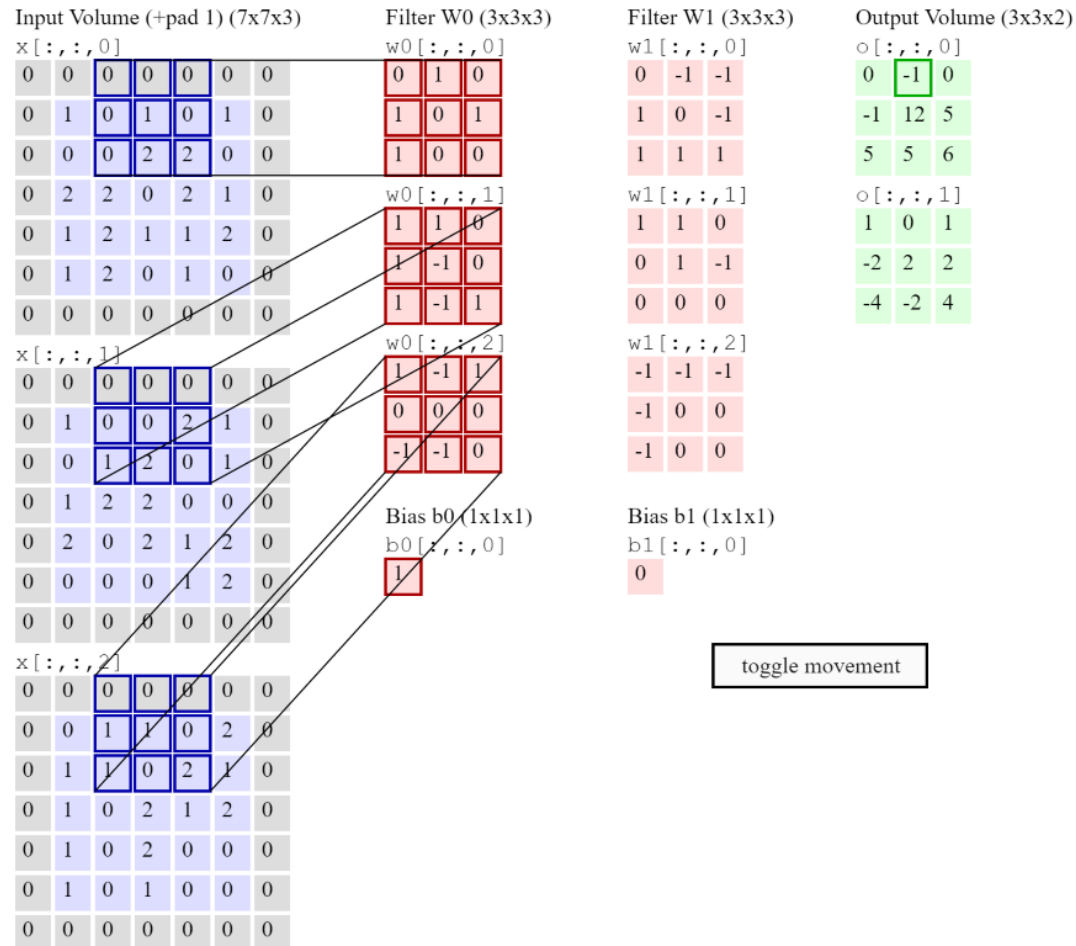 Input Volume (+pad 1) (7x7x3)
x[:,:,0]
0 0 0 0 0 0 0
0 1 0 1 0 1 0
0 0 0 2 2 0 0
0 2 2 0 2 1 0
0 1 2 1 1 2 0
0 1 2 0 1 0 0
0 0 0 0 0 0 0
x[:,:,1]
0 0 0 0 0 0 0
0 1 0 0 2 1 0
0 0 1 2 0 1 0
0 1 2 2 0 0 0
0 2 0 2 1 2 0
0 0 0 0 1 2 0
0 0 0 0 0 0 0
x[:,:,2]
0 0 0 0 0 0 0
0 0 1 1 0 2 0
0 1 1 0 2 1 0
0 1 0 2 1 2 0
0 1 0 2 0 0 0
0 1 0 1 0 0 0
0 0 0 0 0 0 0
Filter W0 (3x3x3)
w0[:,:,0]
0 1 0
1 0 1
1 0 0
w0[:,:,1]
1 1 0
1 -1 0
1 -1 1
w0[:,:,2]
1 -1 1
0 0 0
-1 -1 0
Bias b0 (1x1x1)
b0[:,:,0]
1
Filter W1 (3x3x3)
w1[:,:,0]
0 -1 -1
1 0 -1
1 1 1
w1[:,:,1]
1 1 0
0 1 -1
0 0 0
w1[:,:,2]
-1 -1 -1
-1 0 0
-1 0 0
Bias b1 (1x1x1)
b1[:,:,0]
0
Output Volume (3x3x2)
o[:,:,0]
0 -1 0
-1 12 5
5 5 6
o[:,:,1]
1 0 1
-2 2 2
-4 -2 4
toggle movement